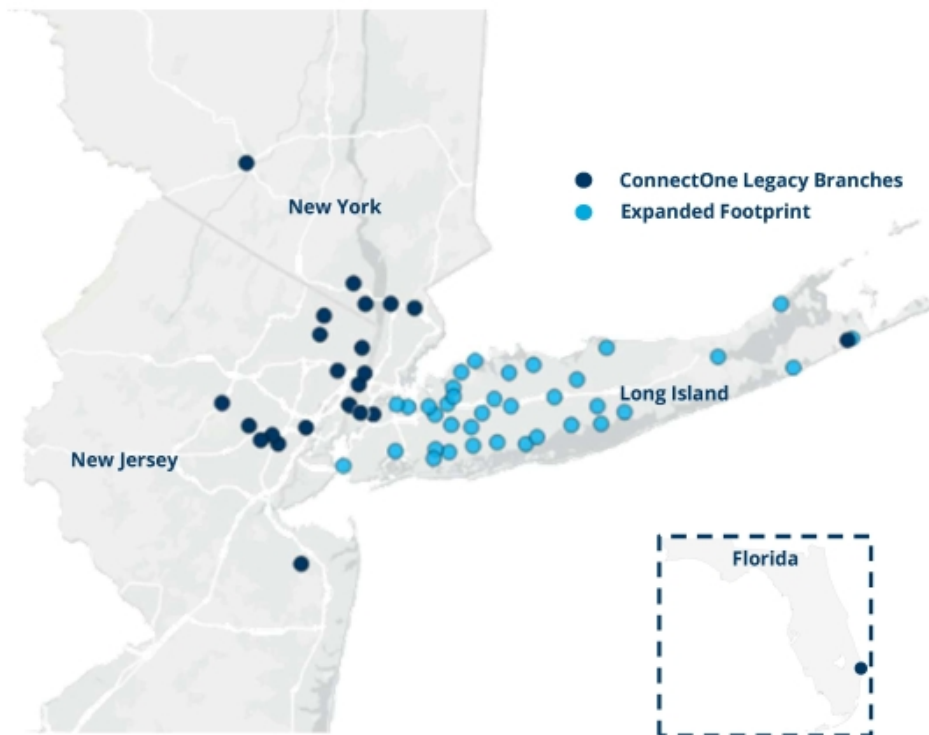 ConnectOne Legacy Branches
New York
Expanded Footprint
Long Island
New Jersey
Florida